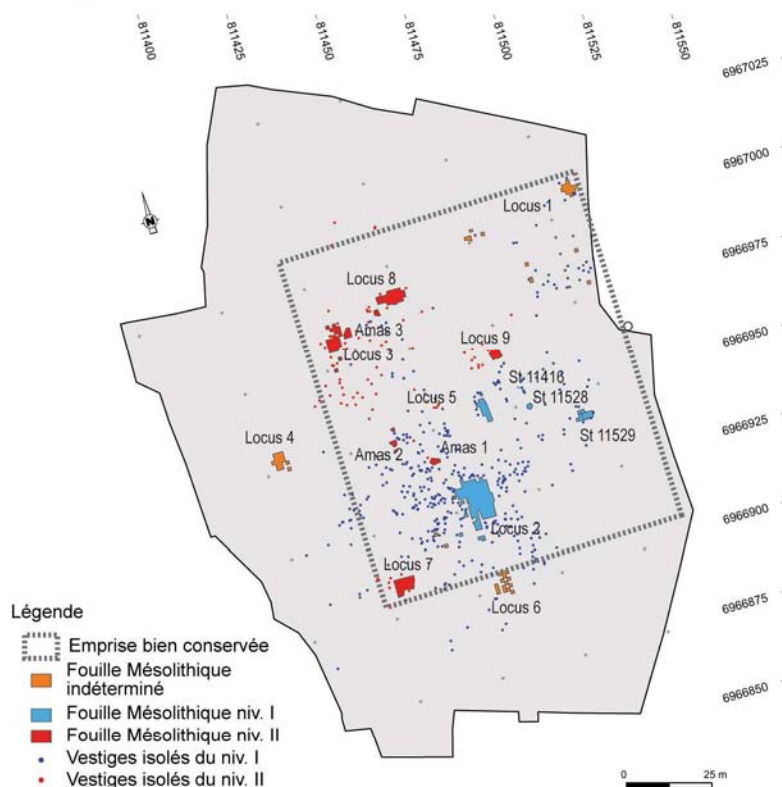 811400
811425
811450
811475
811500
811525
811550
6967025
6967000
6966975
6966950
6966925
6966900
6966875
6966850
N
Locus 1
Locus 8
Amas 3
Locus 3
Locus 9
St 11416
Locus 5
St 11528
St 11529
Locus 4
Amas 2
Amas 1
Locus 2
Locus 7
Locus 6
Légende
Emprise bien conservée
Fouille Mésolithique
indéterminé
Fouille Mésolithique niv. I
Fouille Mésolithique niv. II
Vestiges isolés du niv. I
Vestiges isolés du niv. II
0 25 m